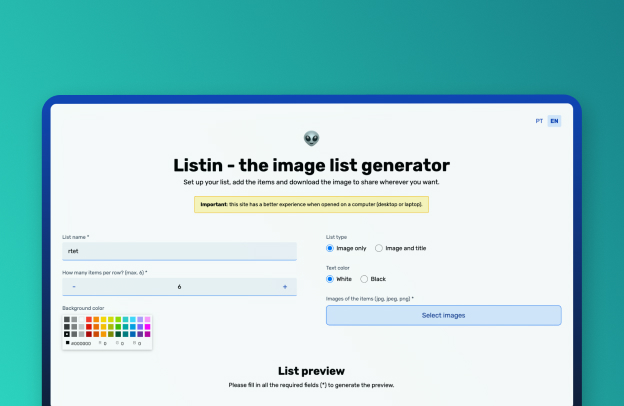 PT EN
Listin - the image list generator
Set up your list, add the items and download the image to share wherever you want.
Important: this site has a better experience when opened on a computer (desktop or laptop).
List name *
rtet
How many items per row? (max. 6) *
- 6 +
Background color
#000000 R 0 G 0 B 0
List type
Image only Image and title
Text color
White Black
Images of the items (jpg, jpeg, png) *
Select images
List preview
Please fill in all the required fields (*) to generate the preview.